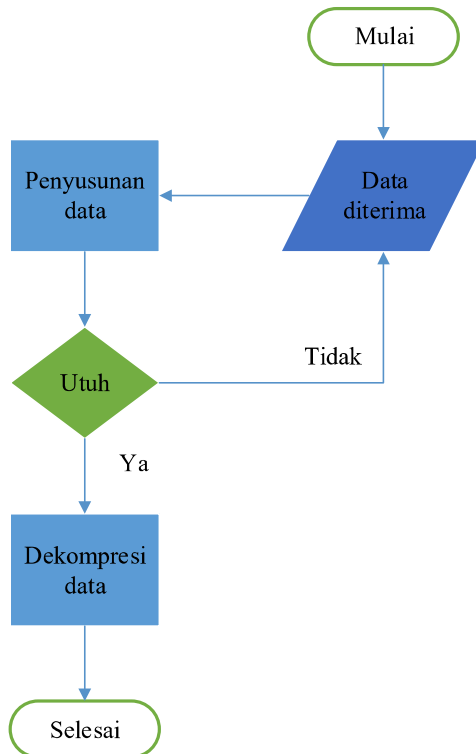 Mulai
Data
diterima
Penyusunan
data
Utuh
Tidak
Ya
Dekompresi
data
Selesai